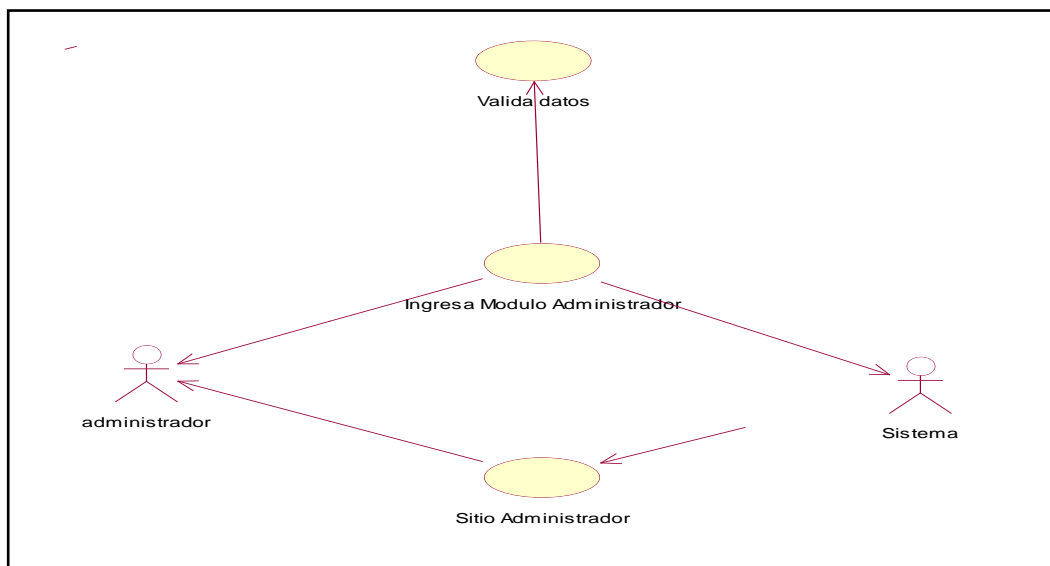 Valida datos
Ingresa Modulo Administrador
administrador
Sistema
Sitio Administrador